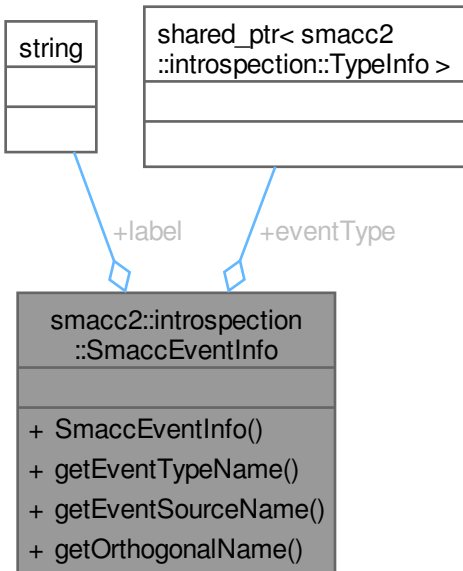 string
shared_ptr< smacc2
::introspection::TypeInfo >
+label
+eventType
smacc2::introspection
::SmaccEventInfo
+ SmaccEventInfo()
+ getEventTypeName()
+ getEventSourceName()
+ getOrthogonalName()